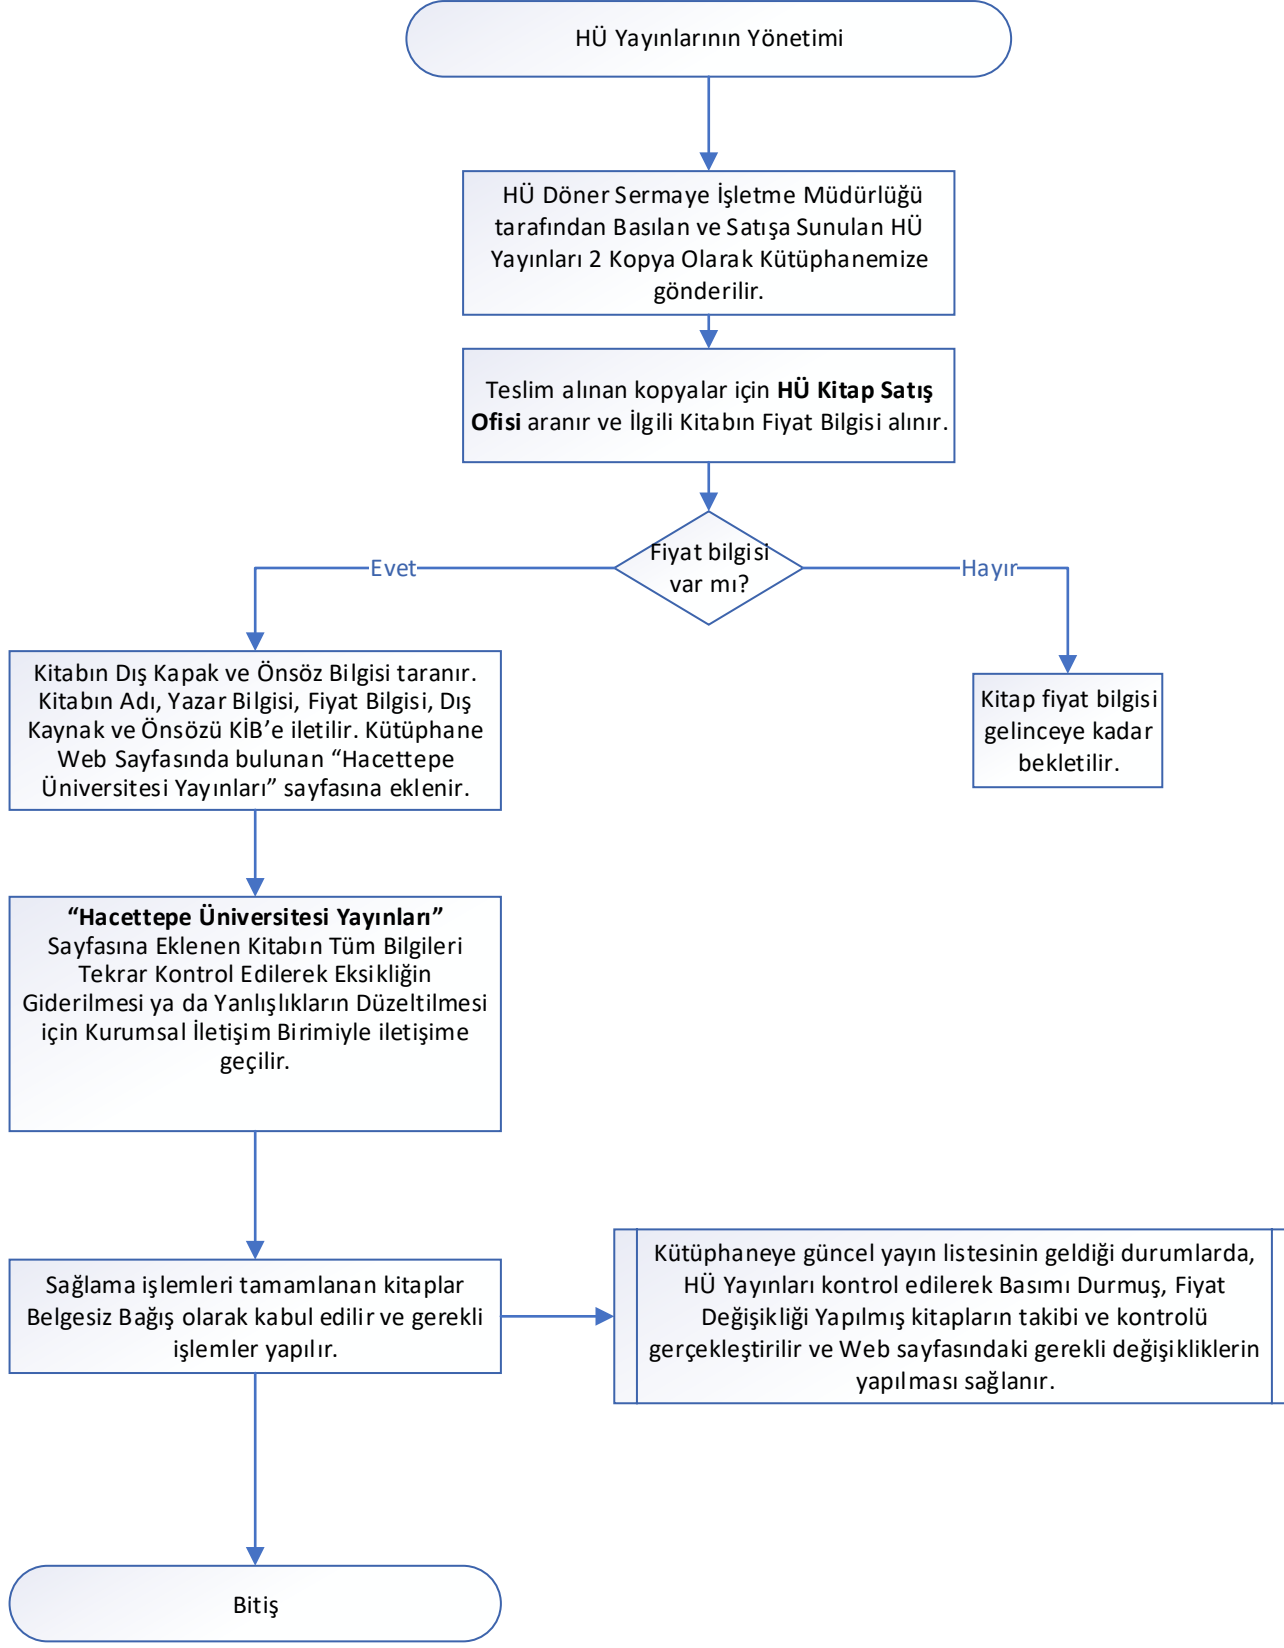 HÜ Yayınlarının Yönetimi
HÜ Döner Sermaye İşletme Müdürlüğü
tarafından Basılan ve Satışa Sunulan HÜ
Yayınları 2 Kopya Olarak Kütüphanemize
gönderilir.
Teslim alınan kopyalar için HÜ Kitap Satış
Ofisi aranır ve İlgili Kitabın Fiyat Bilgisi alınır.
Fiyat bilgisi
var mı?
Evet
Hayır
Kitabın Dış Kapak ve Önsöz Bilgisi taranır.
Kitabın Adı, Yazar Bilgisi, Fiyat Bilgisi, Dış
Kaynak ve Önsözü KİB’e iletilir. Kütüphane
Web Sayfasında bulunan “Hacettepe
Üniversitesi Yayınları” sayfasına eklenir.
Kitap fiyat bilgisi
gelinceye kadar
bekletilir.
“Hacettepe Üniversitesi Yayınları”
Sayfasına Eklenen Kitabın Tüm Bilgileri
Tekrar Kontrol Edilerek Eksikliğin
Giderilmesi ya da Yanlışlıkların Düzeltilmesi
için Kurumsal İletişim Birimiyle iletişime
geçilir.
Sağlama işlemleri tamamlanan kitaplar
Belgesiz Bağış olarak kabul edilir ve gerekli
işlemler yapılır.
Kütüphaneye güncel yayın listesinin geldiği durumlarda,
HÜ Yayınları kontrol edilerek Basımı Durmuş, Fiyat
Değişikliği Yapılmış kitapların takibi ve kontrolü
gerçekleştirilir ve Web sayfasındaki gerekli değişikliklerin
yapılması sağlanır.
Bitiş